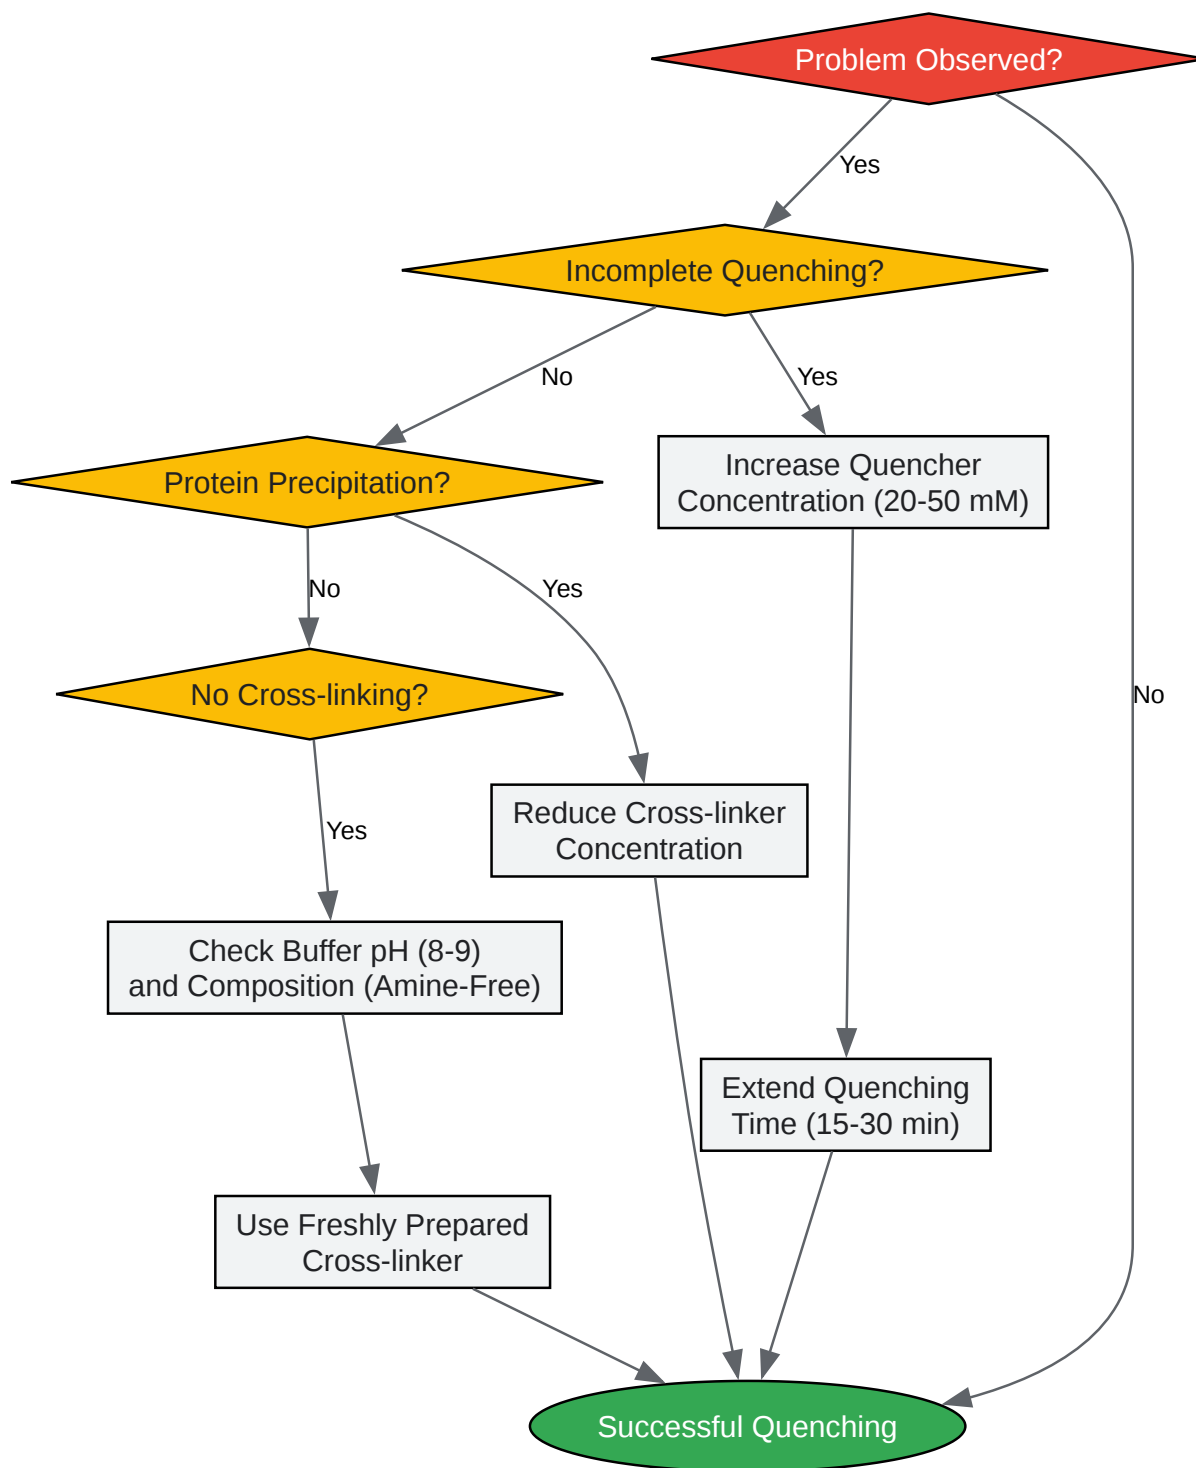 Problem Observed?
Yes
Incomplete Quenching?
No
Yes
Protein Precipitation?
Increase Quencher
Concentration (20-50 mM)
No
Yes
No Cross-linking?
No
Reduce Cross-linker
Concentration
Yes
Check Buffer pH (8-9)
and Composition (Amine-Free)
Extend Quenching
Time (15-30 min)
Use Freshly Prepared
Cross-linker
Successful Quenching